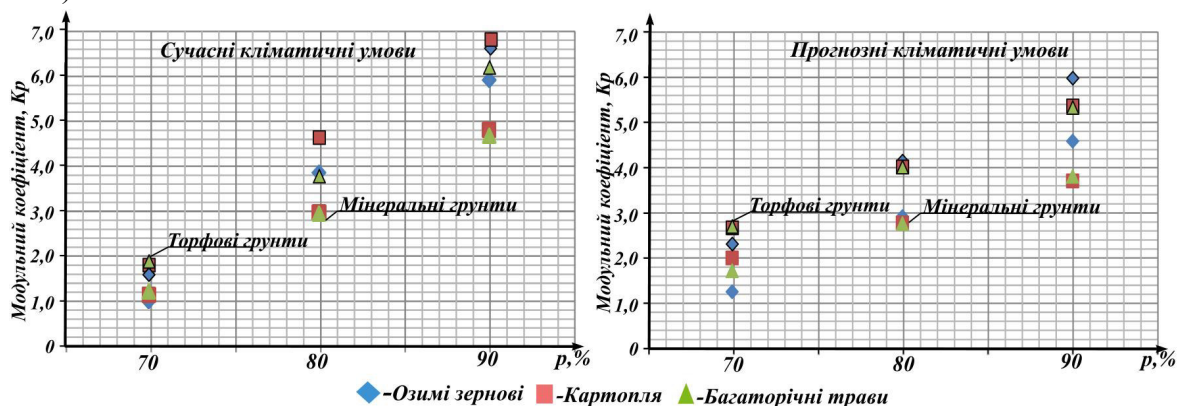 )
Модульний коефіцієнт, Кр
7,0
6,0
5,0
4,0
3,0
2,0
1,0
0
Сучасні кліматичні умови
Мінеральні грунти
Торфові грунти
70
80
90
р,%
Модульний коефіцієнт, Кр
7,0
6,0
5,0
4,0
3,0
2,0
1,0
0
Прогнозні кліматичні умови
Торфові грунти
Мінеральні грунти
70
80
90
р,%
-Озимі зернові -Картопля -Багаторічні трави